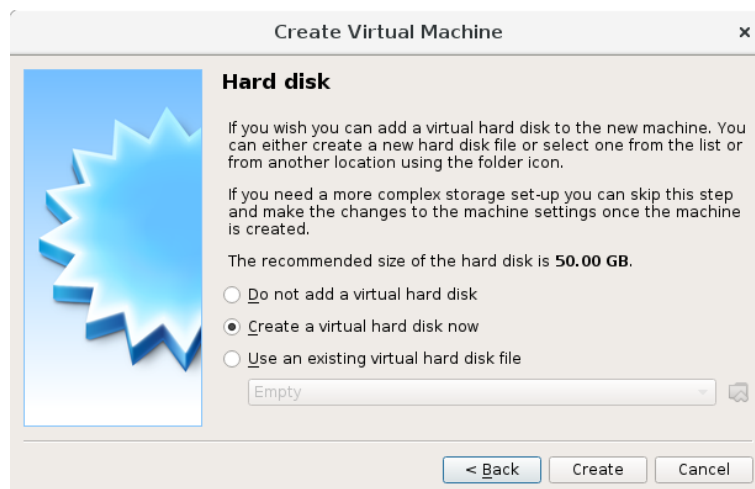 Create Virtual Machine
Hard disk
If you wish you can add a virtual hard disk to the new machine. You
can either create a new hard disk file or select one from the list or
from another location using the folder icon.
If you need a more complex storage set-up you can skip this step
and make the changes to the machine settings once the machine
is created.
The recommended size of the hard disk is 50.00 GB.
Do not add a virtual hard disk
Create a virtual hard disk now
Use an existing virtual hard disk file
Empty
< Back Create Cancel